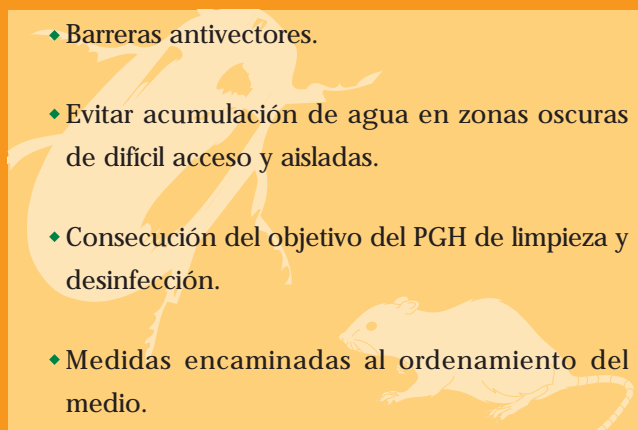 Barreras antivectores.
Evitar acumulación de agua en zonas oscuras
de difícil acceso y aisladas.
Consecución del objetivo del PGH de limpieza y
desinfección.
Medidas encaminadas al ordenamiento del
medio.